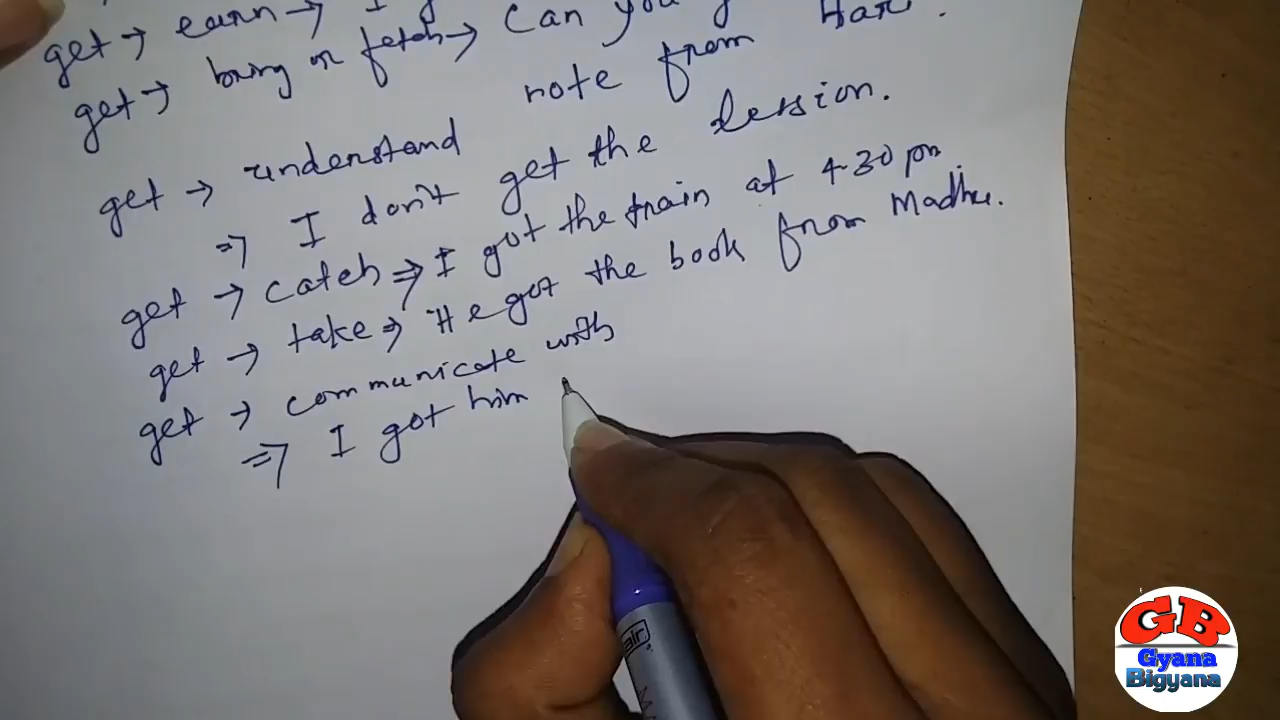 get → earn → I
get → bring or fetch → Can you
note from Hari.
get → understand
⇒ I don't get the lession.
get → catch ⇒ I got the train at 4-30 pm.
get → take ⇒ He got the book from Madhu.
get → communicate with
⇒ I got him
air
GB
Gyana
Bigyana